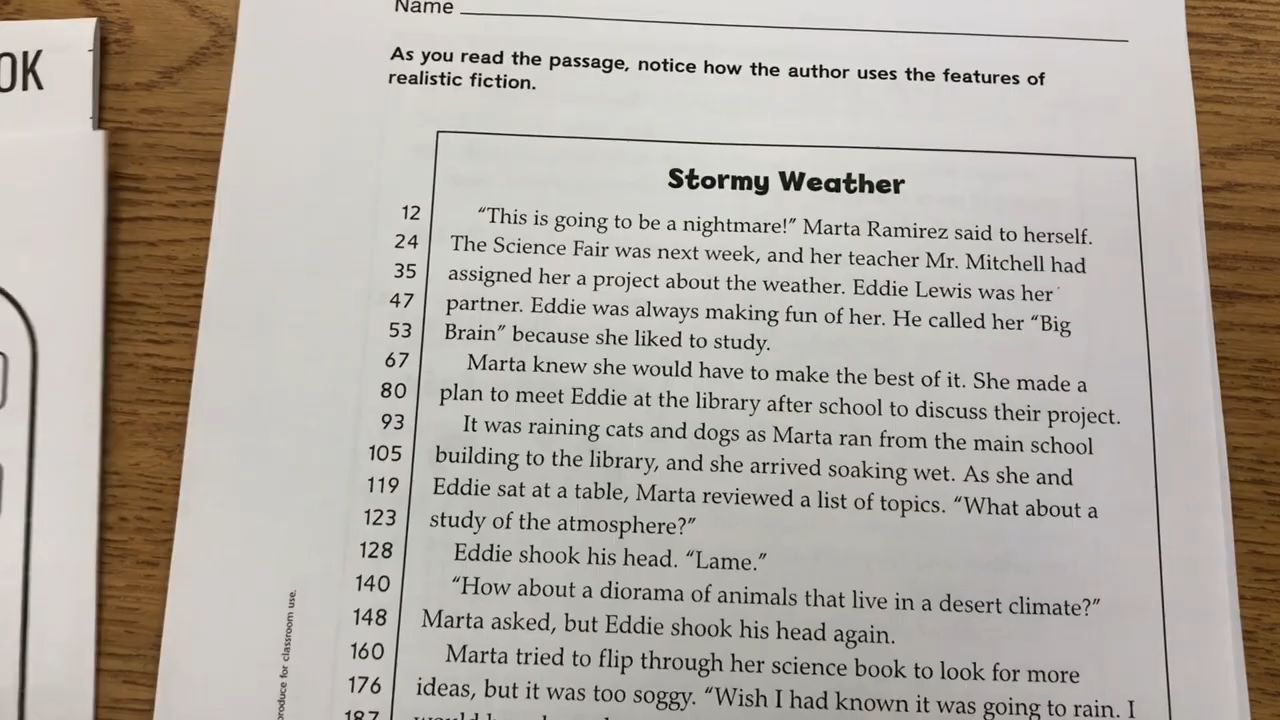 OK
Name
As you read the passage, notice how the author uses the features of
realistic fiction.
Stormy Weather
12 “This is going to be a nightmare!” Marta Ramirez said to herself.
24 The Science Fair was next week, and her teacher Mr. Mitchell had
35 assigned her a project about the weather. Eddie Lewis was her
47 partner. Eddie was always making fun of her. He called her “Big
53 Brain” because she liked to study.
67 Marta knew she would have to make the best of it. She made a
80 plan to meet Eddie at the library after school to discuss their project.
93 It was raining cats and dogs as Marta ran from the main school
105 building to the library, and she arrived soaking wet. As she and
119 Eddie sat at a table, Marta reviewed a list of topics. “What about a
123 study of the atmosphere?”
128 Eddie shook his head. “Lame.”
140 “How about a diorama of animals that live in a desert climate?”
148 Marta asked, but Eddie shook his head again.
160 Marta tried to flip through her science book to look for more
176 ideas, but it was too soggy. “Wish I had known it was going to rain. I
187
produce for classroom use.